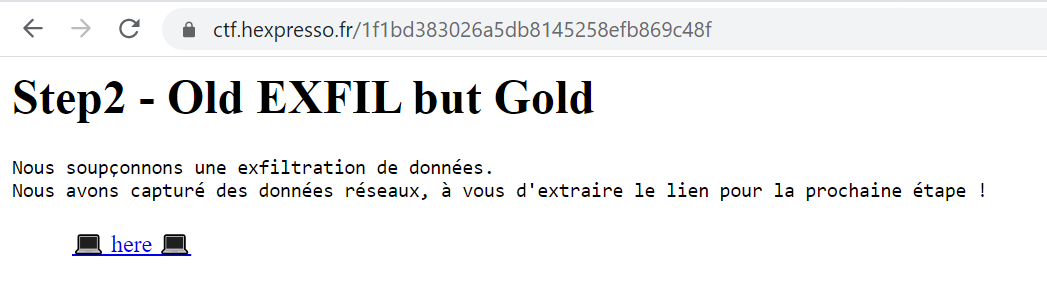 ctf.hexpresso.fr/1f1bd383026a5db8145258efb869c48f
Step2 - Old EXFIL but Gold
Nous soupçonnons une exfiltration de données.
Nous avons capturé des données réseaux, à vous d'extraire le lien pour la prochaine étape !
💻 here 💻